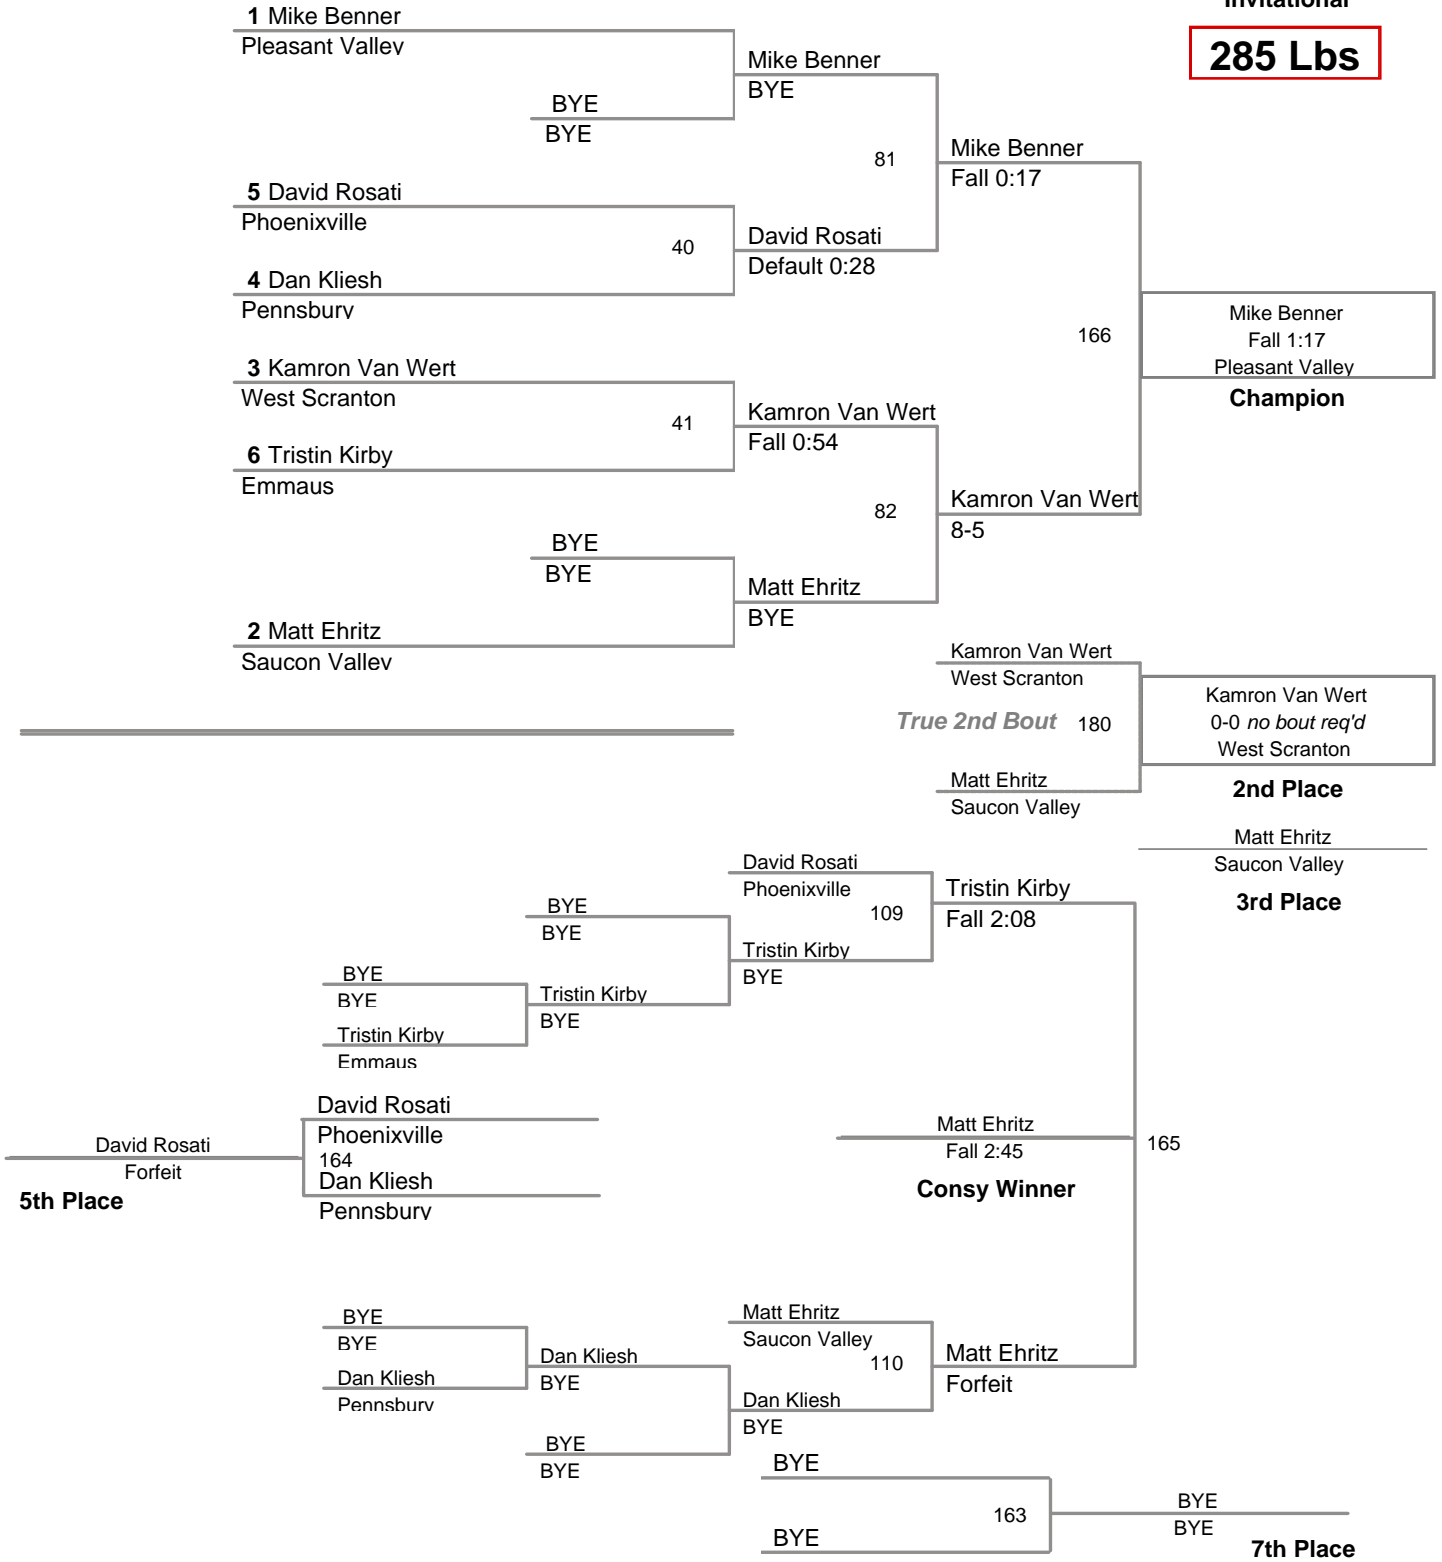 Invitational
285 Lbs
1 Mike Benner
Pleasant Valley
Mike Benner
BYE
BYE
BYE
81
Mike Benner
Fall 0:17
5 David Rosati
Phoenixville
40
David Rosati
Default 0:28
4 Dan Kliesh
Pennsbury
166
Mike Benner
Fall 1:17
Pleasant Valley
Champion
3 Kamron Van Wert
West Scranton
41
Kamron Van Wert
Fall 0:54
6 Tristin Kirby
Emmaus
82
Kamron Van Wert
8-5
BYE
BYE
Matt Ehritz
BYE
2 Matt Ehritz
Saucon Valley
Kamron Van Wert
West Scranton
True 2nd Bout 180
Kamron Van Wert
0-0 no bout req'd
West Scranton
2nd Place
Matt Ehritz
Saucon Valley
Matt Ehritz
Saucon Valley
3rd Place
David Rosati
Phoenixville
109
Tristin Kirby
Fall 2:08
BYE
BYE
Tristin Kirby
BYE
BYE
BYE
Tristin Kirby
BYE
Tristin Kirby
Emmaus
David Rosati
Phoenixville
164
Dan Kliesh
Pennsbury
David Rosati
Forfeit
5th Place
Matt Ehritz
Fall 2:45
165
Consy Winner
BYE
BYE
Dan Kliesh
Pennsbury
Dan Kliesh
BYE
Matt Ehritz
Saucon Valley
110
Matt Ehritz
Forfeit
Dan Kliesh
BYE
BYE
BYE
BYE
163
BYE
BYE
BYE
7th Place